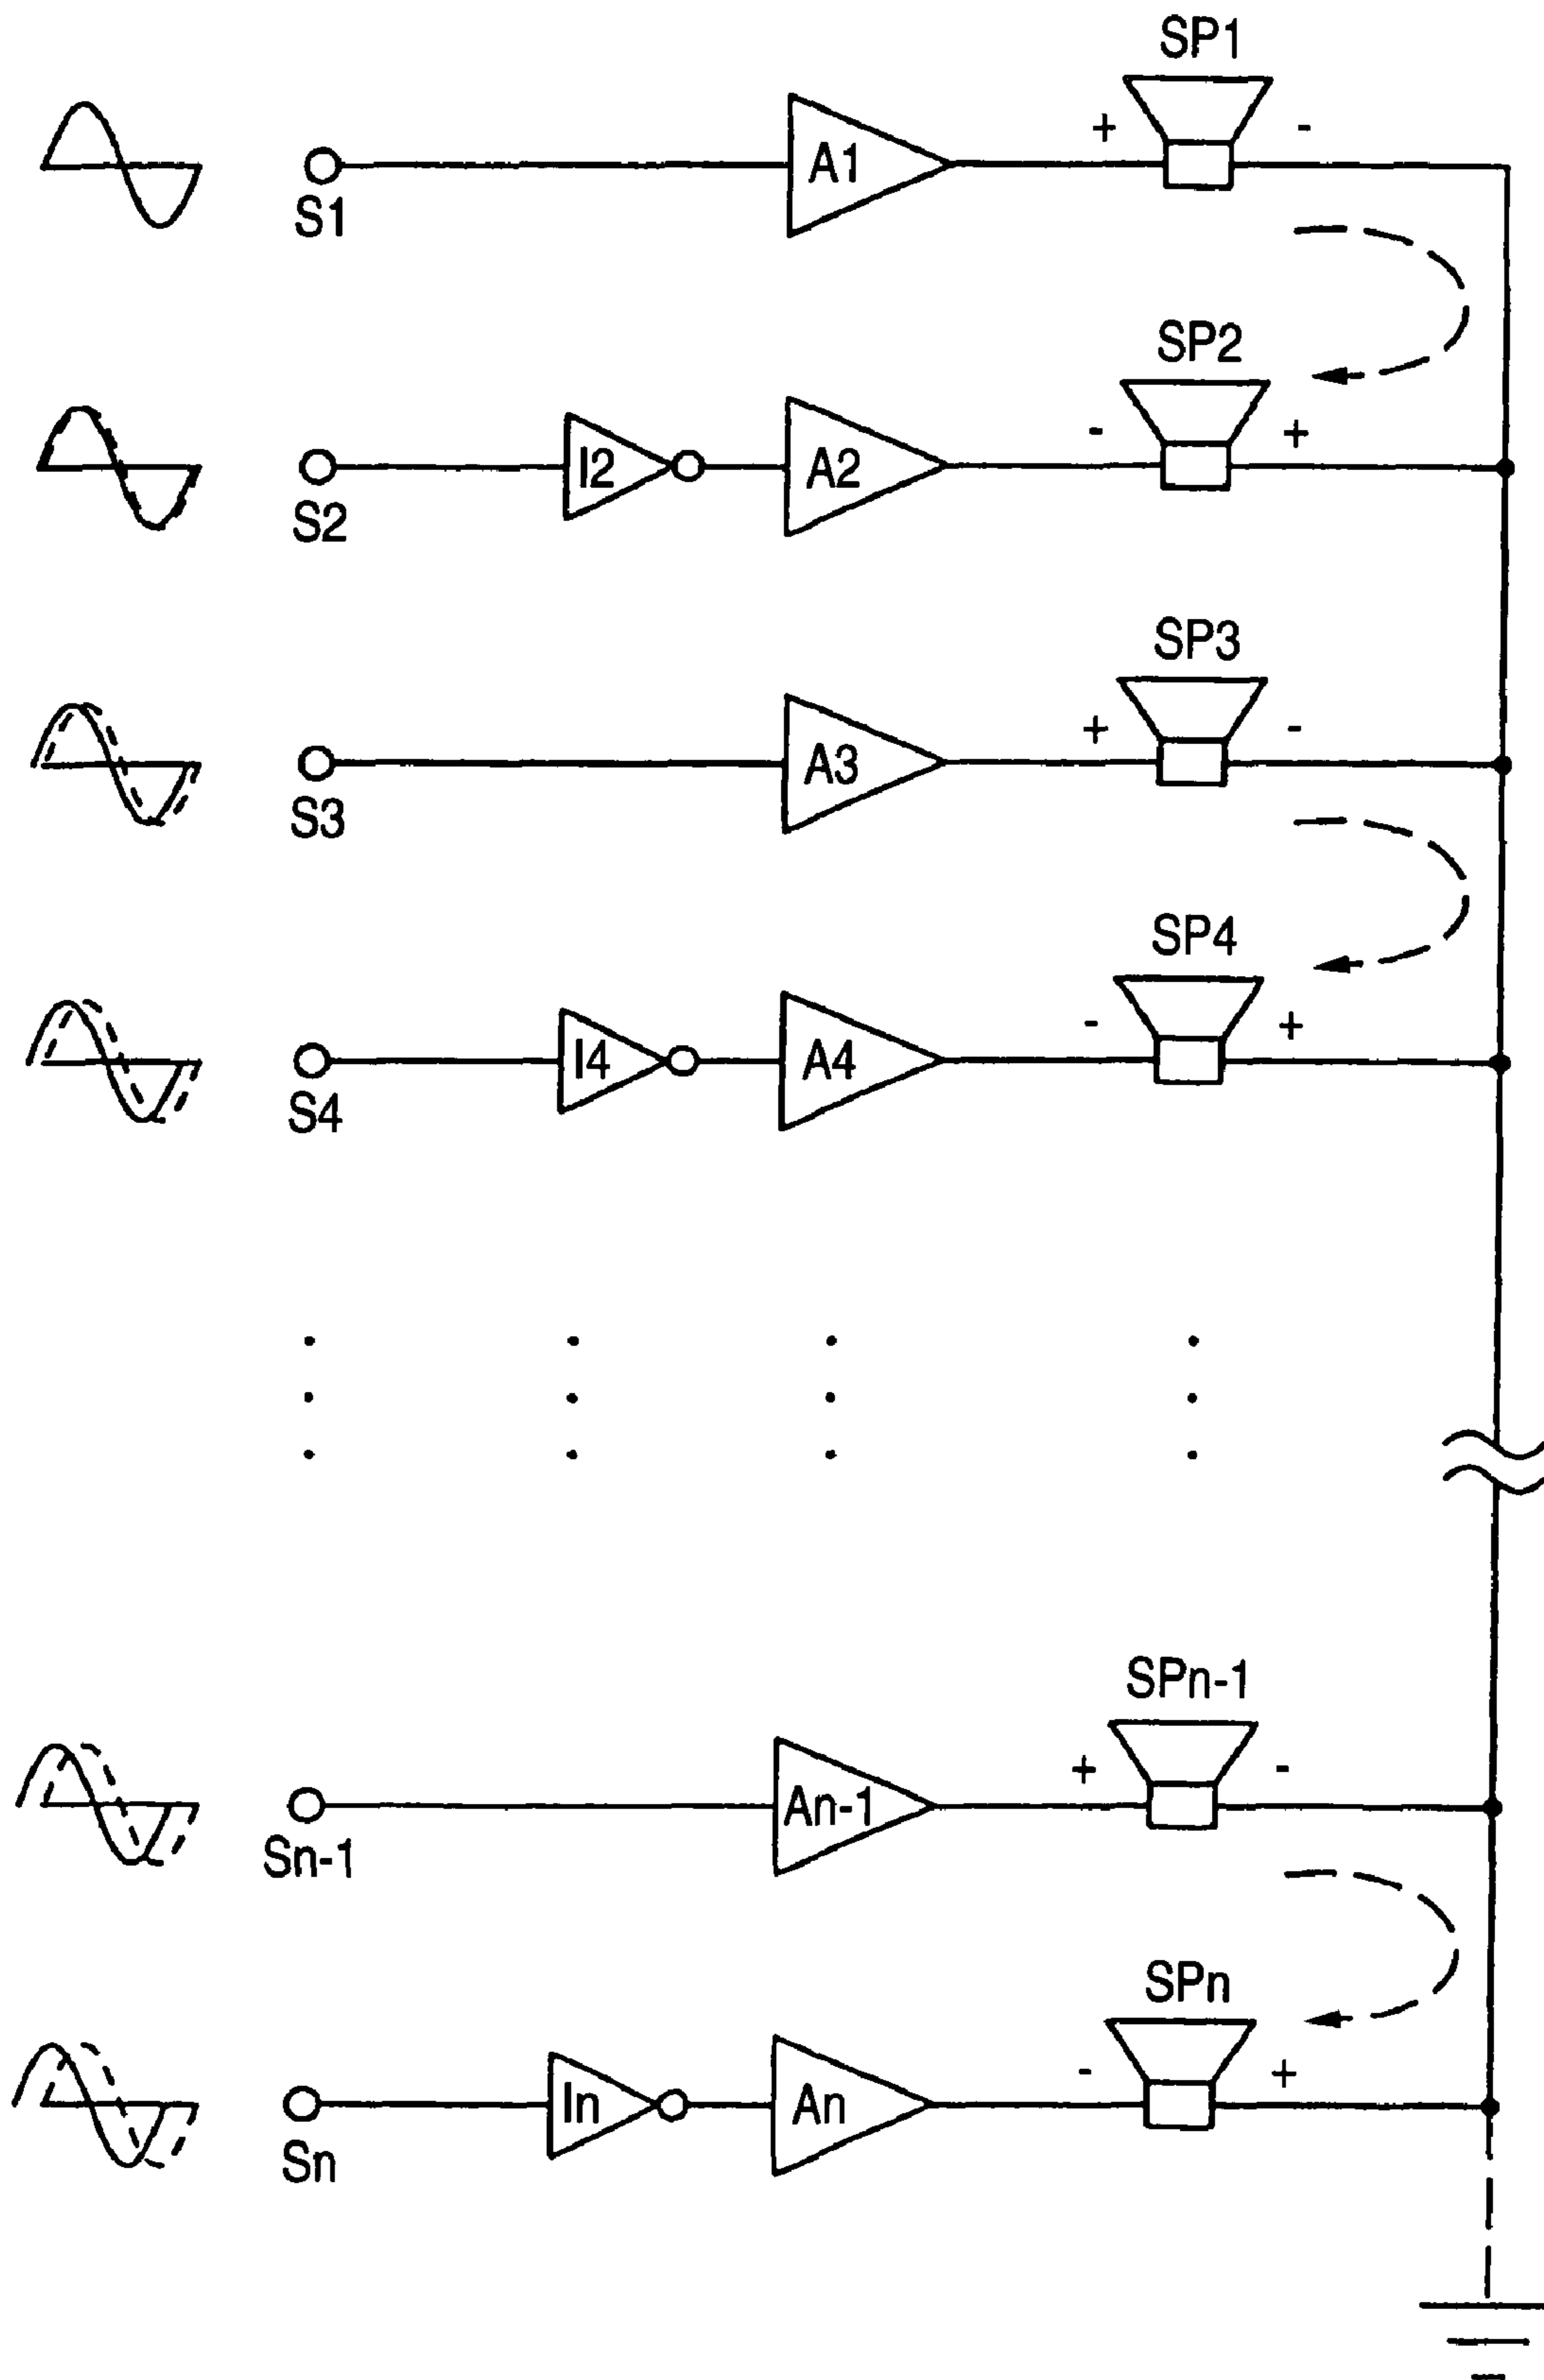 SP1
+ -
A1
S1
SP2
- +
I2 A2
S2
SP3
+ -
A3
S3
SP4
- +
I4 A4
S4
SPn-1
+ -
An-1
Sn-1
SPn
- +
In An
Sn